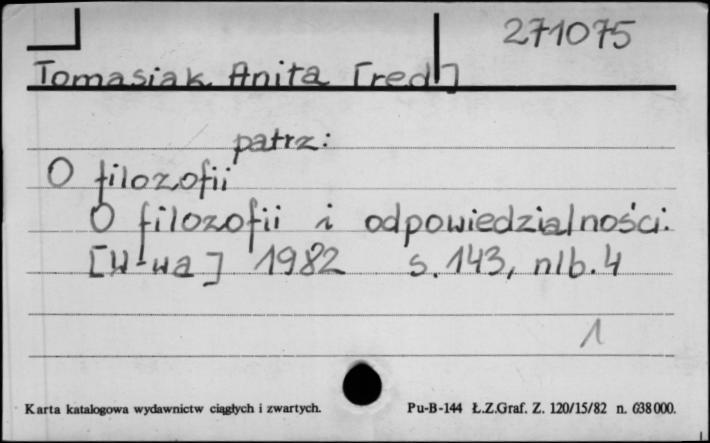 271075
Tomasiak Anita [red]
patrz:
O filozofii
O filozofii i odpowiedzialności.
[W-wa] 1982 s. 143, nlb. 4
1
Karta katalogowa wydawnictw ciągłych i zwartych. Pu-B-144 Ł.Z.Graf. Z. 120/15/82 n. 638000.